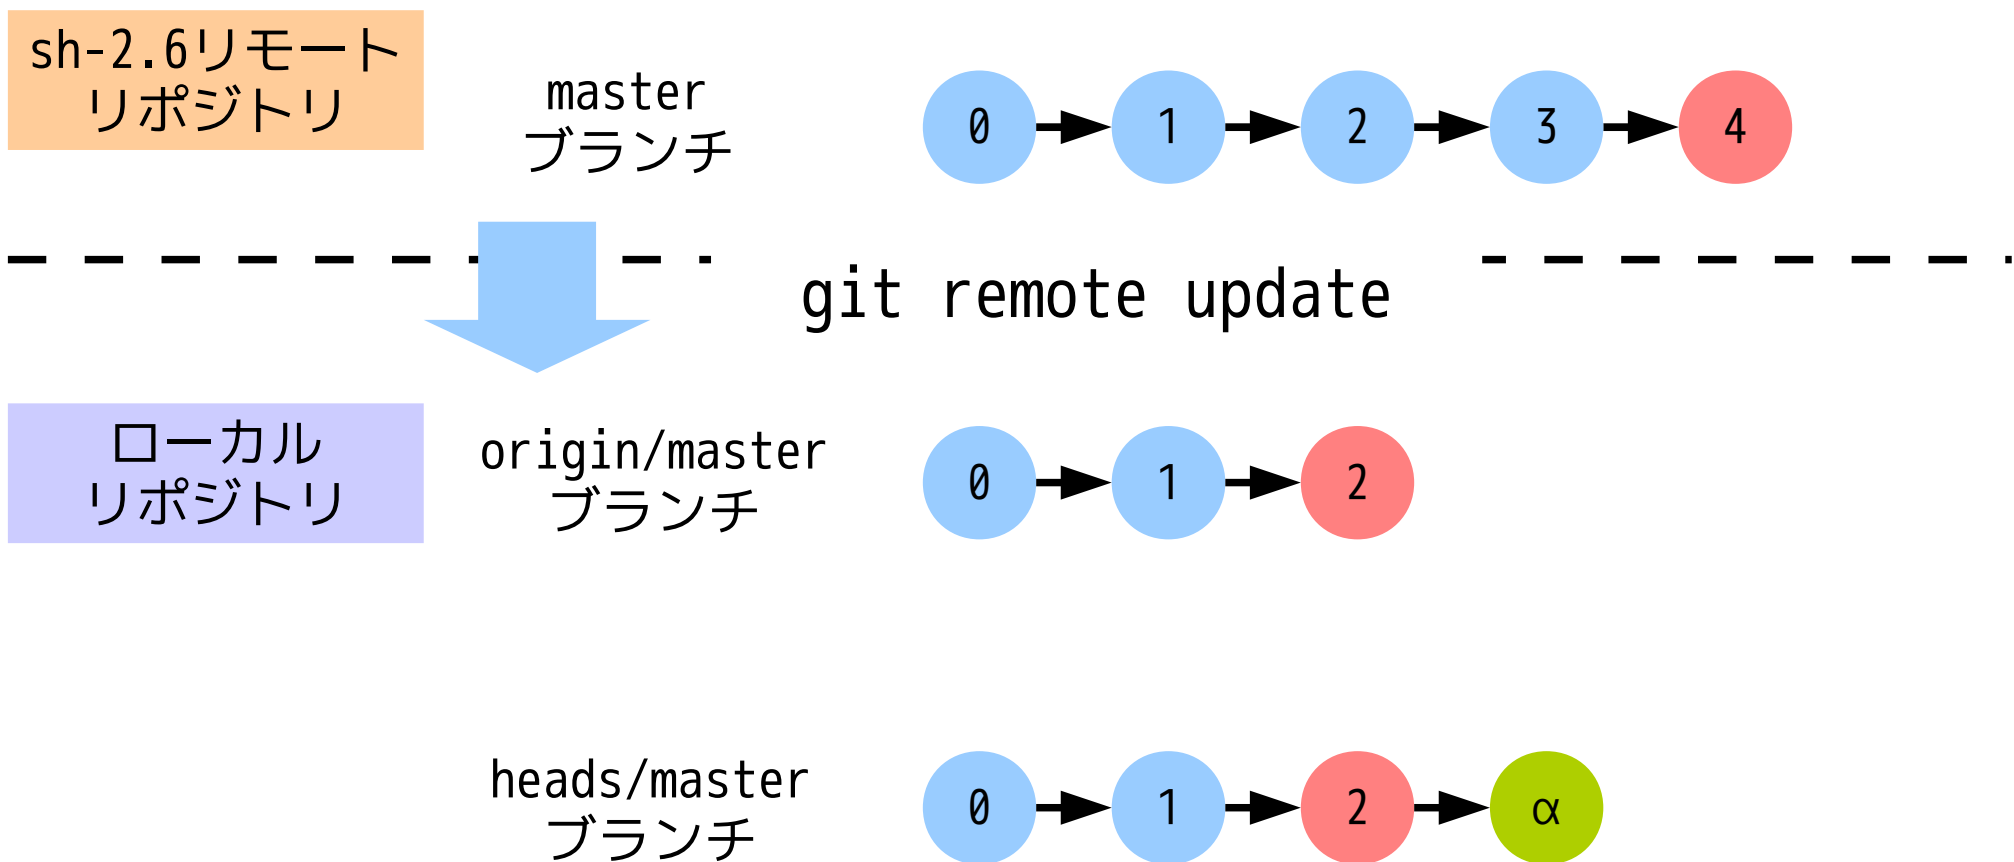 sh-2.6リモート
リポジトリ
master
ブランチ
0 1 2 3 4
git remote update
ローカル
リポジトリ
origin/master
ブランチ
0 1 2
heads/master
ブランチ
0 1 2 α